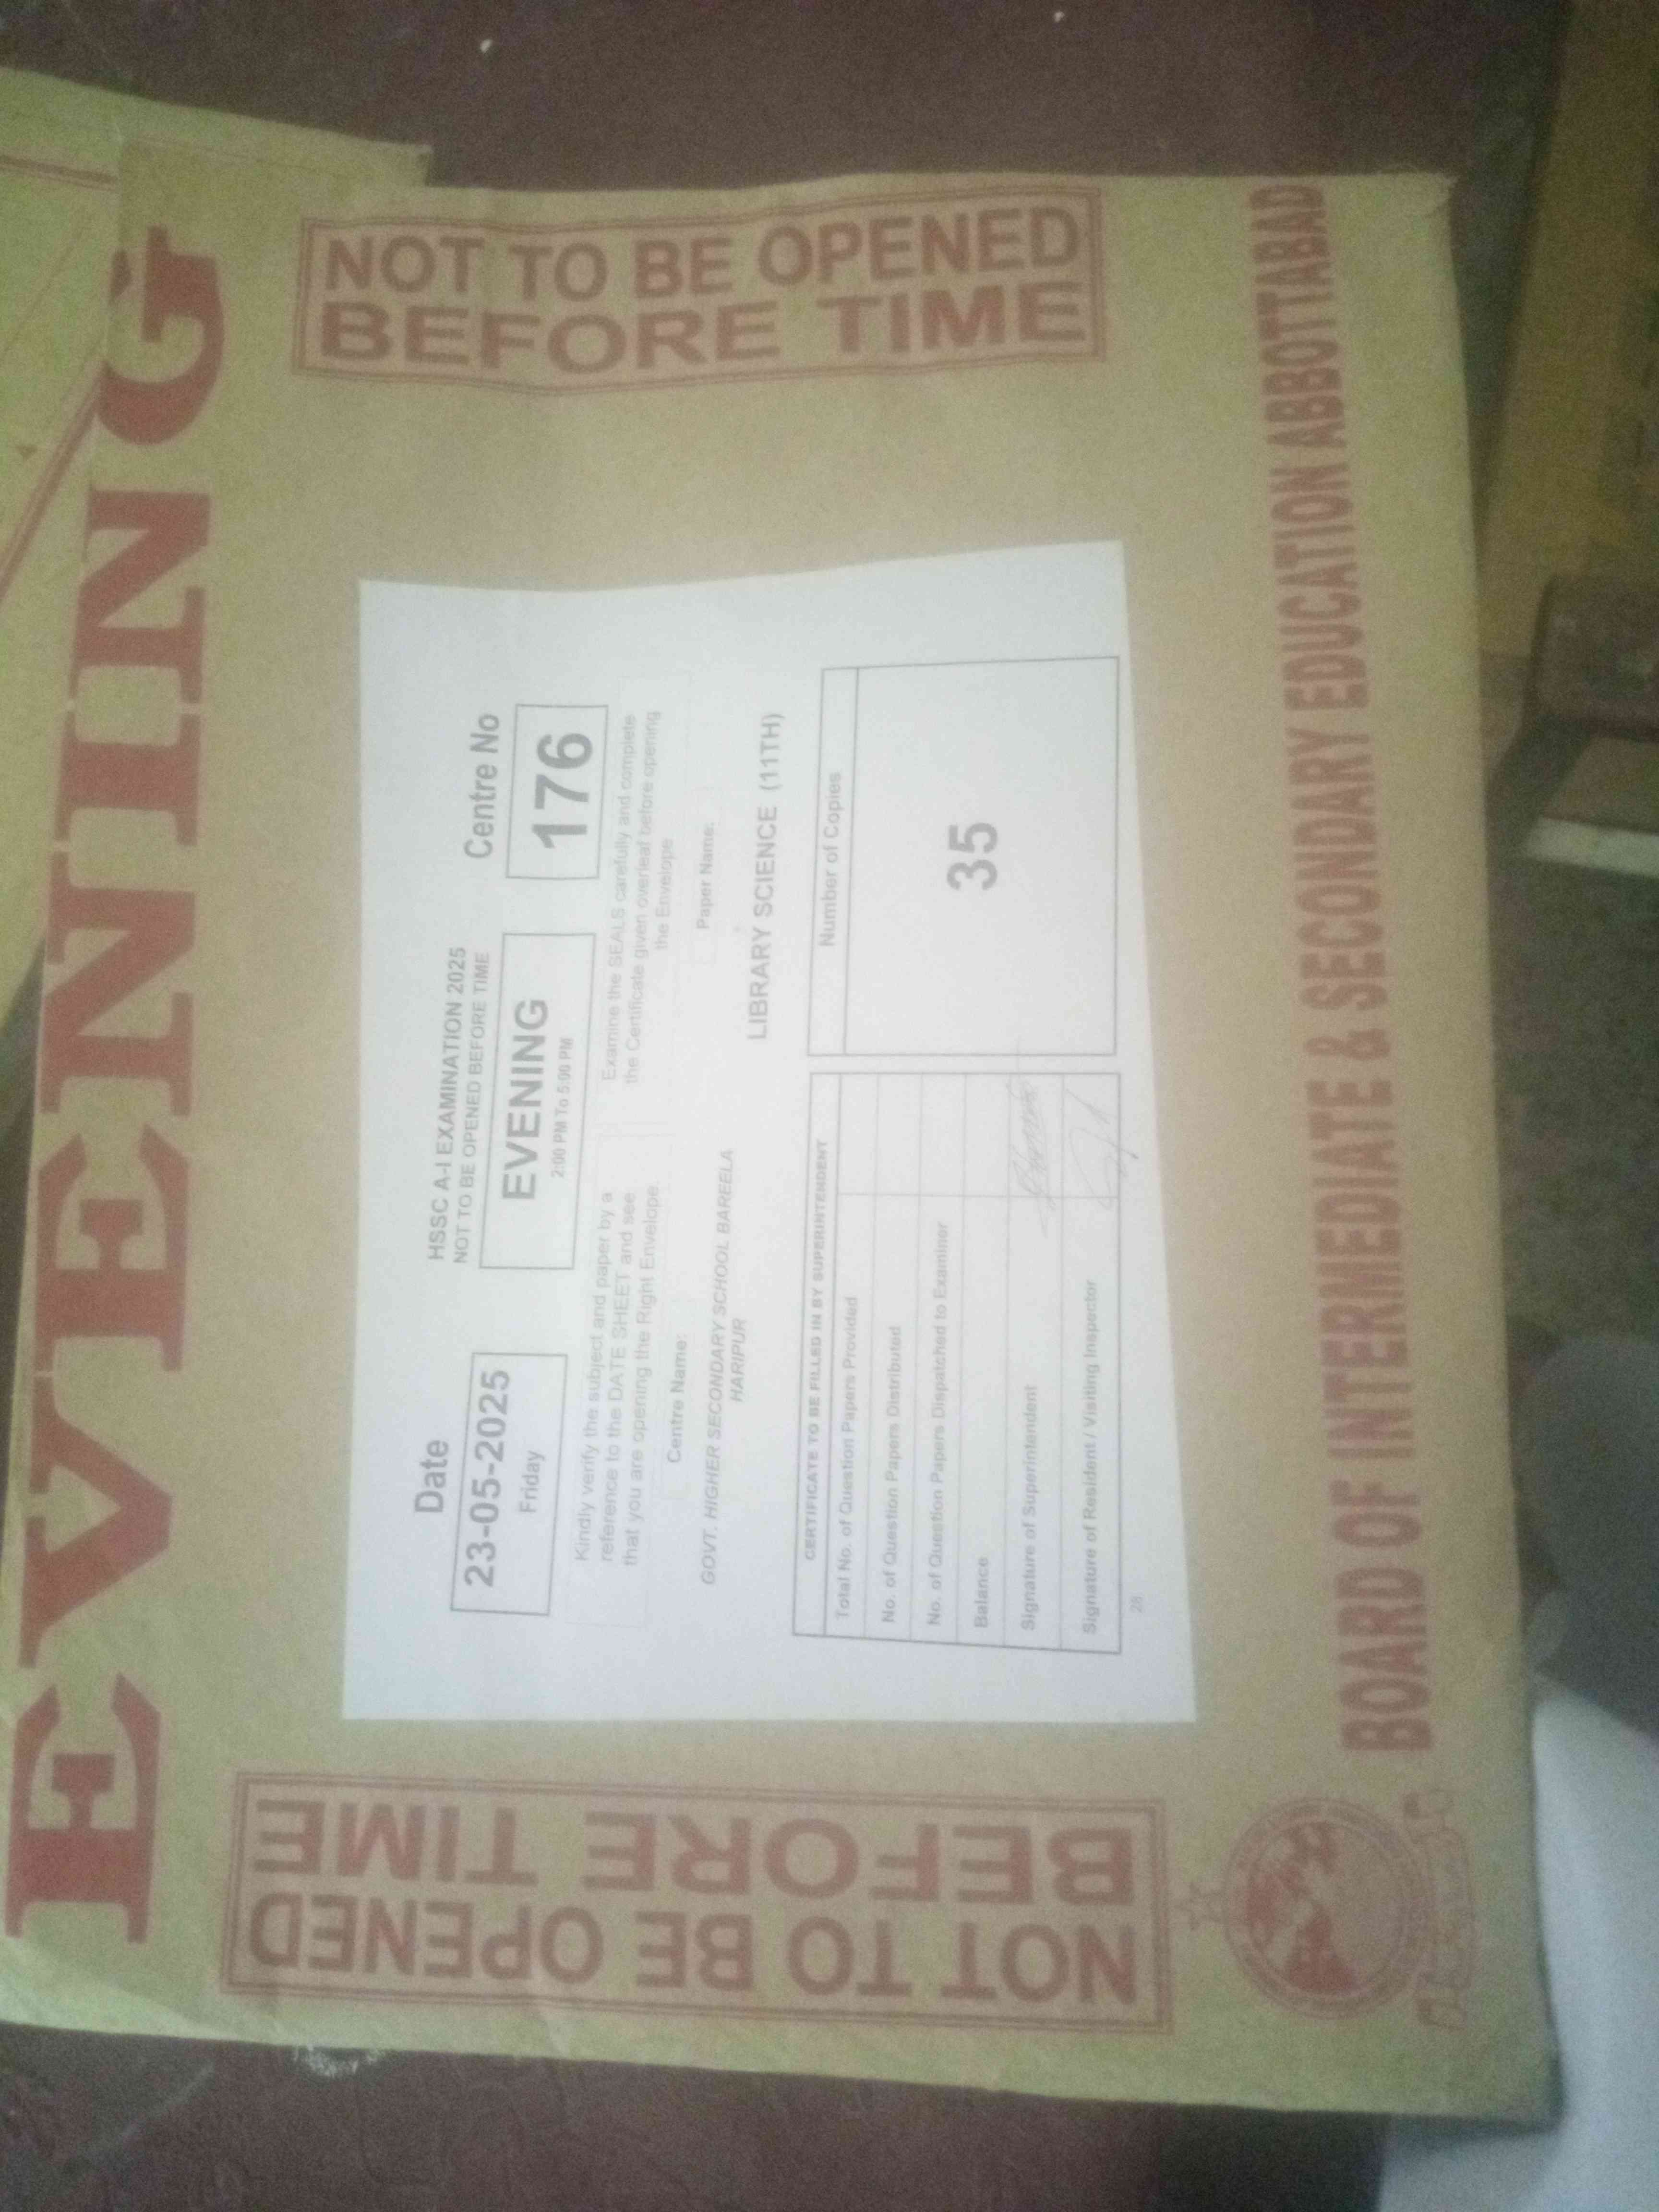 EVENING
NOT TO BE OPENED
BEFORE TIME
NOT TO BE OPENED
BEFORE TIME
Date
23-05-2025
Friday
HSSC A-I EXAMINATION 2025
NOT TO BE OPENED BEFORE TIME
EVENING
2:00 PM To 5:00 PM
Centre No
176
Kindly verify the subject and paper by a
reference to the DATE SHEET and see
that you are opening the Right Envelope
Examine the SEALS carefully and complete
the Certificate given overleaf before opening
the Envelope
Centre Name:
GOVT. HIGHER SECONDARY SCHOOL BAREELA
HARIPUR
Paper Name:
LIBRARY SCIENCE (11TH)
CERTIFICATE TO BE FILLED IN BY SUPERINTENDENT
Total No. of Question Papers Provided
No. of Question Papers Distributed
No. of Question Papers Dispatched to Examiner
Balance
Signature of Superintendent
Signature of Resident / Visiting Inspector
Number of Copies
35
28
BOARD OF INTERMEDIATE & SECONDARY EDUCATION ABBOTTABAD